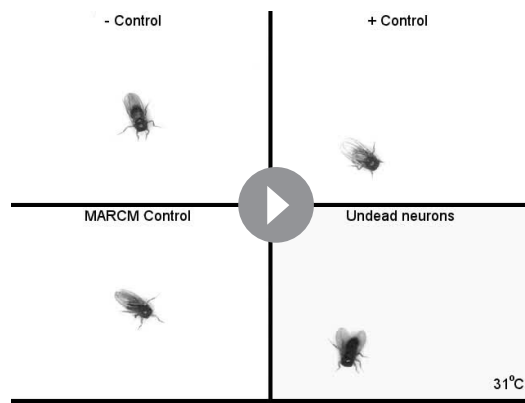 - Control
+ Control
MARCM Control
Undead neurons
31°C